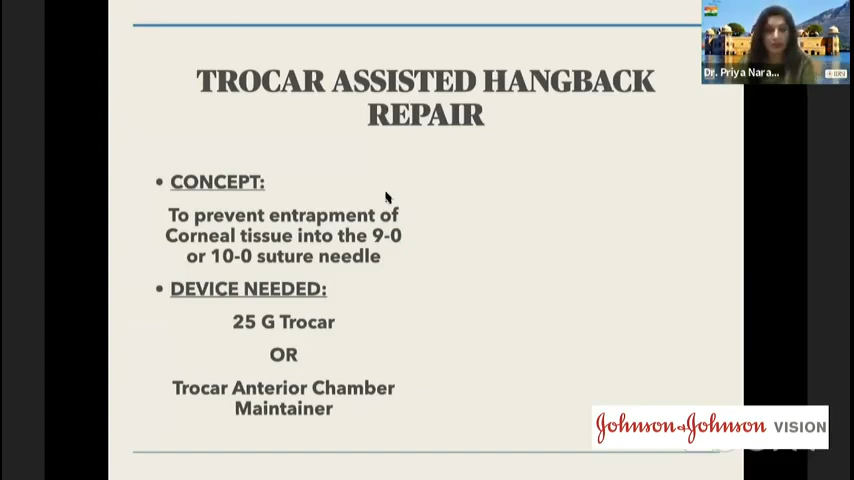 TROCAR ASSISTED HANGBACK
REPAIR
• CONCEPT:
To prevent entrapment of
Corneal tissue into the 9-0
or 10-0 suture needle
• DEVICE NEEDED:
25 G Trocar
OR
Trocar Anterior Chamber
Maintainer
Dr. Priya Nara...
Johnson & Johnson VISION